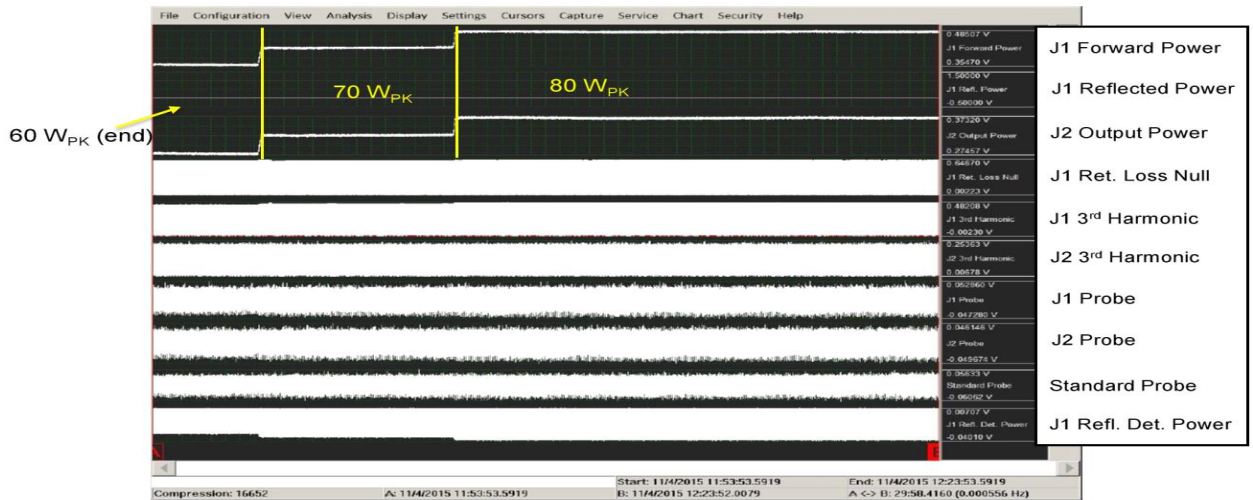 File Configuration View Analysis Display Settings Cursors Capture Service Chart Security Help
60 WPK (end)
70 WPK
80 WPK
0.48507 V
J1 Forward Power
0.35470 V
1.50000 V
J1 Refl. Power
-0.50000 V
0.37320 V
J2 Output Power
0.27457 V
0.64670 V
J1 Ret. Loss Null
0.00223 V
0.48208 V
J1 3rd Harmonic
-0.00230 V
0.25363 V
J2 3rd Harmonic
0.00678 V
0.052860 V
J1 Probe
-0.047280 V
0.046146 V
J2 Probe
-0.049674 V
0.05633 V
Standard Probe
-0.06062 V
0.00707 V
J1 Refl. Det. Power
-0.04010 V
J1 Forward Power
J1 Reflected Power
J2 Output Power
J1 Ret. Loss Null
J1 3rd Harmonic
J2 3rd Harmonic
J1 Probe
J2 Probe
Standard Probe
J1 Refl. Det. Power
Start: 11/4/2015 11:53:53.5919 End: 11/4/2015 12:23:53.5919
Compression: 16652 A: 11/4/2015 11:53:53.5919 B: 11/4/2015 12:23:52.0079 A <-> B: 29:58.4160 (0.000556 Hz)